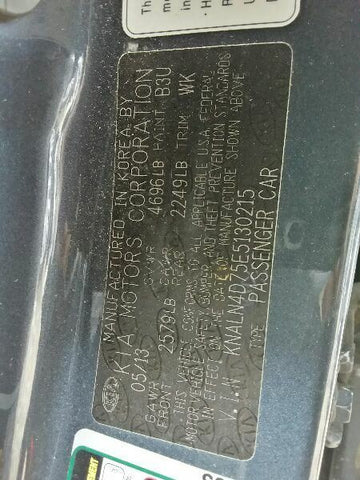 MANUFACTURED IN KOREA BY
KIA MOTORS CORPORATION
05/13 GVWR 4696LB PAINT B3U
GAWR FRONT 2579LB GAWR REAR 2249LB TRIM WK
THIS VEHICLE CONFORMS TO ALL APPLICABLE U.S.A. FEDERAL
MOTOR VEHICLE SAFETY, BUMPER AND THEFT PREVENTION STANDARDS
IN EFFECT ON THE DATE OF MANUFACTURE SHOWN ABOVE
V.I.N KNALN4D75E5130215
TYPE PASSENGER CAR